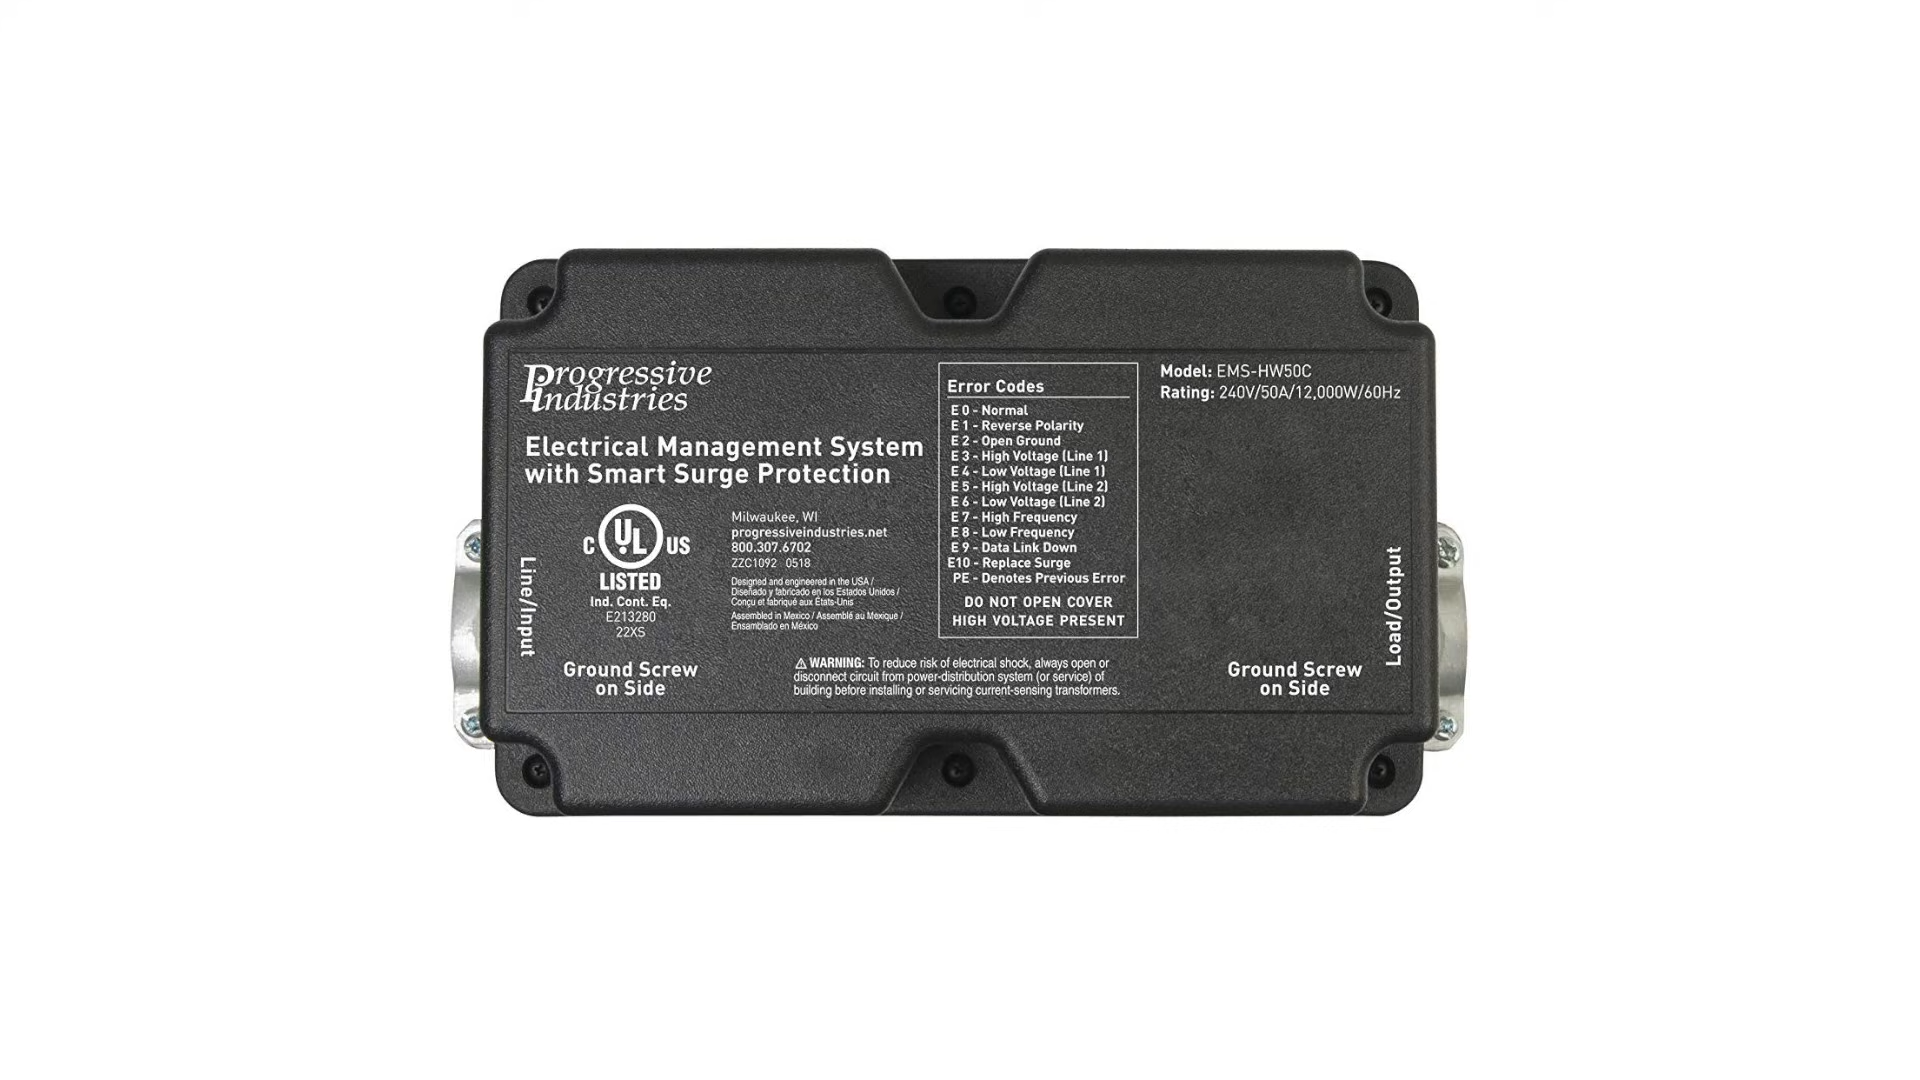 Progressive
Industries
Electrical Management System
with Smart Surge Protection
C UL US
LISTED
Ind. Cont. Eq.
E213280
22XS
Milwaukee, WI
progressiveindustries.net
800.307.6702
ZZC1092 0518
Designed and engineered in the USA /
Diseñado y fabricado en los Estados Unidos /
Conçu et fabriqué aux États-Unis
Assembled in Mexico / Assemblé au Mexique /
Ensamblado en México
Line/Input
Ground Screw
on Side
Error Codes
E 0 - Normal
E 1 - Reverse Polarity
E 2 - Open Ground
E 3 - High Voltage (Line 1)
E 4 - Low Voltage (Line 1)
E 5 - High Voltage (Line 2)
E 6 - Low Voltage (Line 2)
E 7 - High Frequency
E 8 - Low Frequency
E 9 - Data Link Down
E10 - Replace Surge
PE - Denotes Previous Error
DO NOT OPEN COVER
HIGH VOLTAGE PRESENT
⚠ WARNING: To reduce risk of electrical shock, always open or
disconnect circuit from power-distribution system (or service) of
building before installing or servicing current-sensing transformers.
Model: EMS-HW50C
Rating: 240V/50A/12,000W/60Hz
Load/Output
Ground Screw
on Side